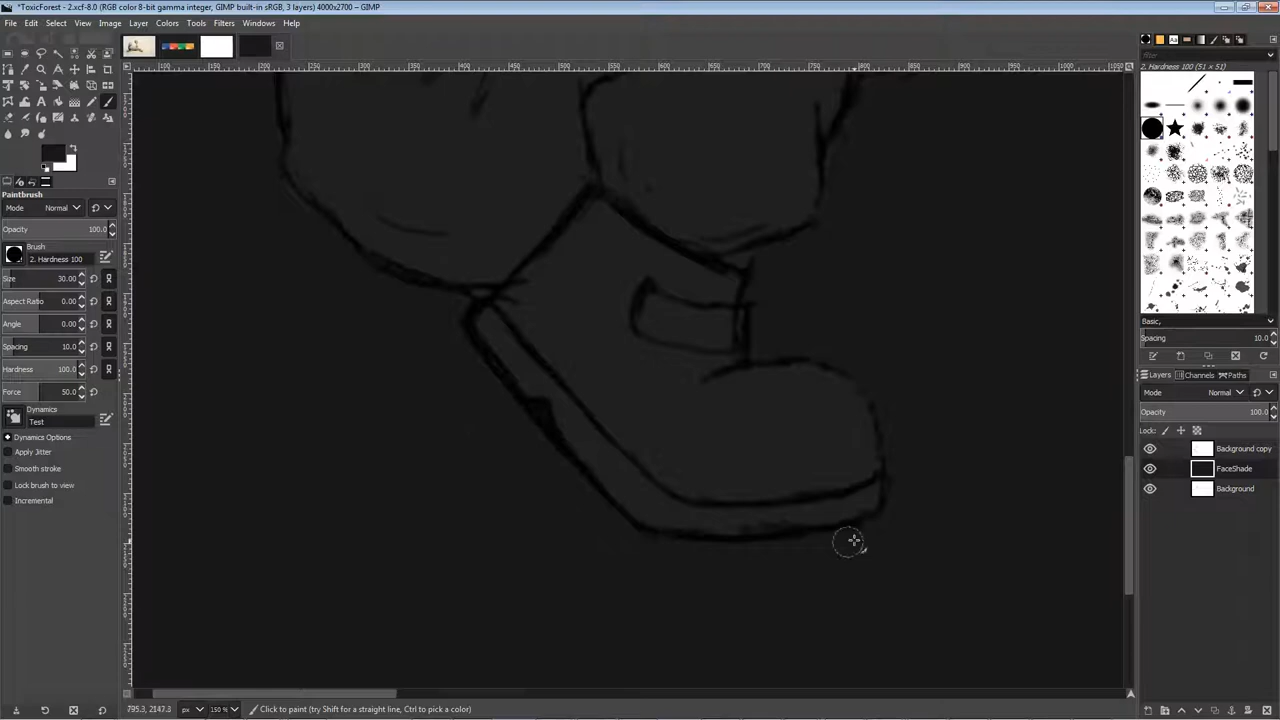 *ToxicForest - 2.xcf-8.0 (RGB color 8-bit gamma integer, GIMP built-in sRGB, 3 layers) 4000x2700 – GIMP
File Edit Select View Image Layer Colors Tools Filters Windows Help
filter
2. Hardness 100 (51 × 51)
Paintbrush
Mode Normal
Opacity 100.0
Brush
2. Hardness 100
Size 30.00
Aspect Ratio 0.00
Angle 0.00
Spacing 10.0
Hardness 100.0
Force 50.0
Dynamics
Test
Dynamics Options
Apply Jitter
Smooth stroke
Lock brush to view
Incremental
Basic,
Spacing 10.0
Layers Channels Paths
Mode Normal
Opacity 100.0
Lock:
Background copy
FaceShade
Background
795.3, 2147.3 px 150 % Click to paint (try Shift for a straight line, Ctrl to pick a color)